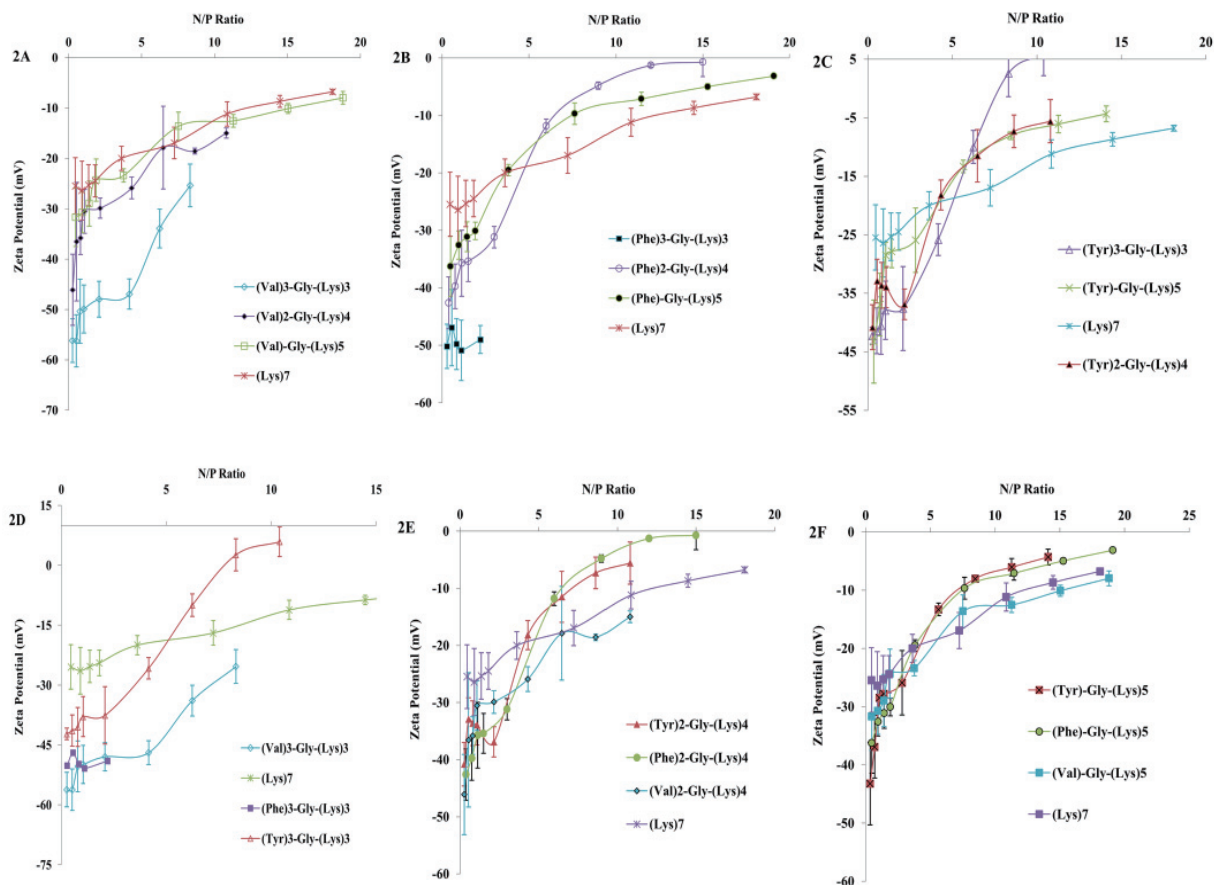 N/P Ratio
0 5 10 15 20
2A
0
-10
-20
-30
-40
-50
-60
-70
Zeta Potential (mV)
(Val)3-Gly-(Lys)3
(Val)2-Gly-(Lys)4
(Val)-Gly-(Lys)5
(Lys)7
N/P Ratio
0 5 10 15 20
2B
0
-10
-20
-30
-40
-50
-60
Zeta Potential (mV)
(Phe)3-Gly-(Lys)3
(Phe)2-Gly-(Lys)4
(Phe)-Gly-(Lys)5
(Lys)7
N/P Ratio
0 5 10 15 20
2C
5
-5
-15
-25
-35
-45
-55
Zeta Potential (mV)
(Tyr)3-Gly-(Lys)3
(Tyr)-Gly-(Lys)5
(Lys)7
(Tyr)2-Gly-(Lys)4
N/P Ratio
0 5 10 15
2D
15
0
-15
-30
-45
-60
-75
Zeta Potential (mV)
(Val)3-Gly-(Lys)3
(Lys)7
(Phe)3-Gly-(Lys)3
(Tyr)3-Gly-(Lys)3
N/P Ratio
0 5 10 15 20
2E
0
-10
-20
-30
-40
-50
-60
Zeta Potential (mV)
(Tyr)2-Gly-(Lys)4
(Phe)2-Gly-(Lys)4
(Val)2-Gly-(Lys)4
(Lys)7
N/P Ratio
0 5 10 15 20 25
2F
0
-10
-20
-30
-40
-50
-60
Zeta Potential (mV)
(Tyr)-Gly-(Lys)5
(Phe)-Gly-(Lys)5
(Val)-Gly-(Lys)5
(Lys)7